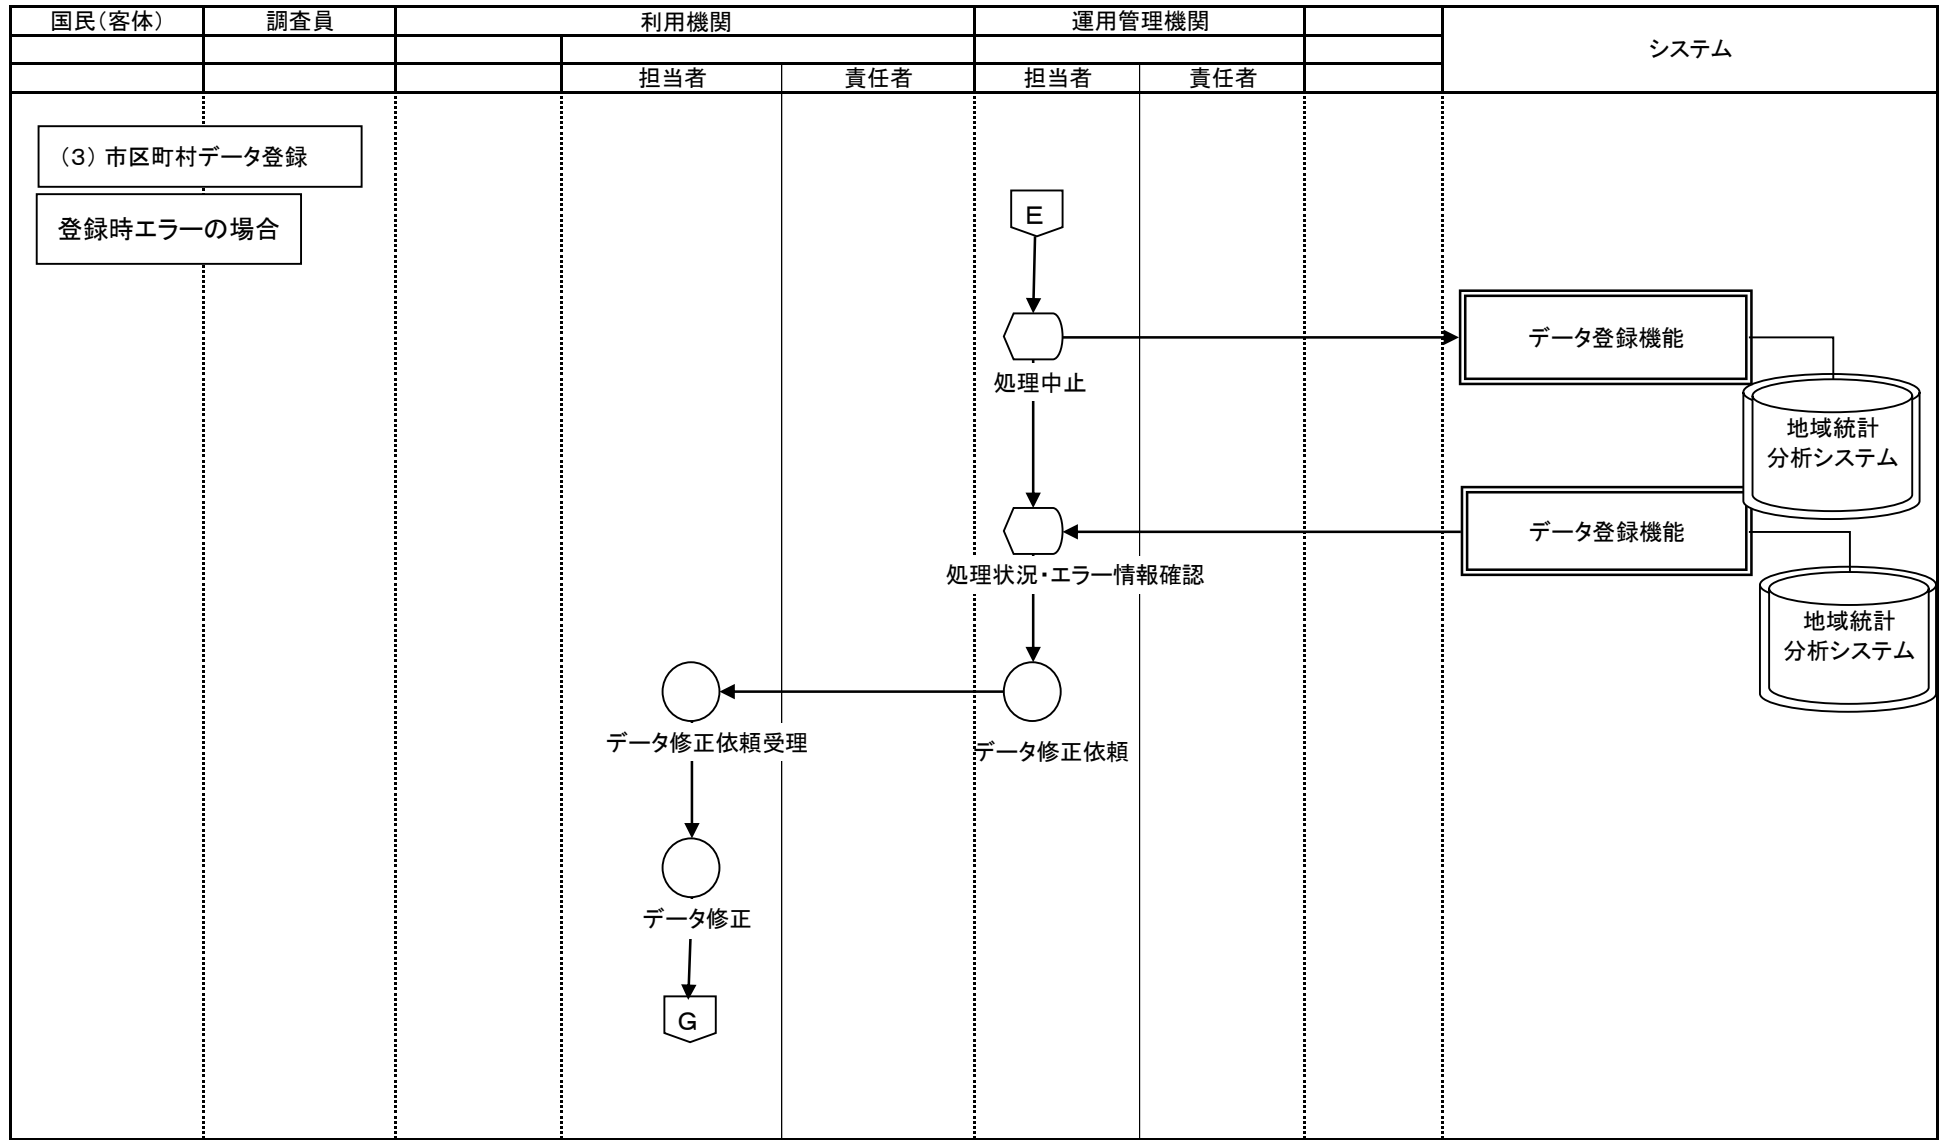 国民（客体）
調査員
利用機関
運用管理機関
システム
担当者
責任者
担当者
責任者
（３） 市区町村データ登録
登録時エラーの場合
E
データ登録機能
処理中止
地域統計
分析システム
データ登録機能
処理状況・エラー情報確認
地域統計
分析システム
データ修正依頼受理
データ修正依頼
データ修正
G